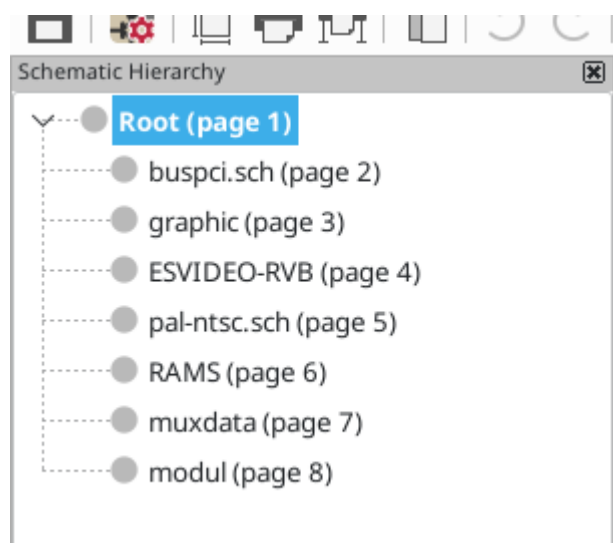 Schematic Hierarchy
Root (page 1)
buspci.sch (page 2)
graphic (page 3)
ESVIDEO-RVB (page 4)
pal-ntsc.sch (page 5)
RAMS (page 6)
muxdata (page 7)
modul (page 8)